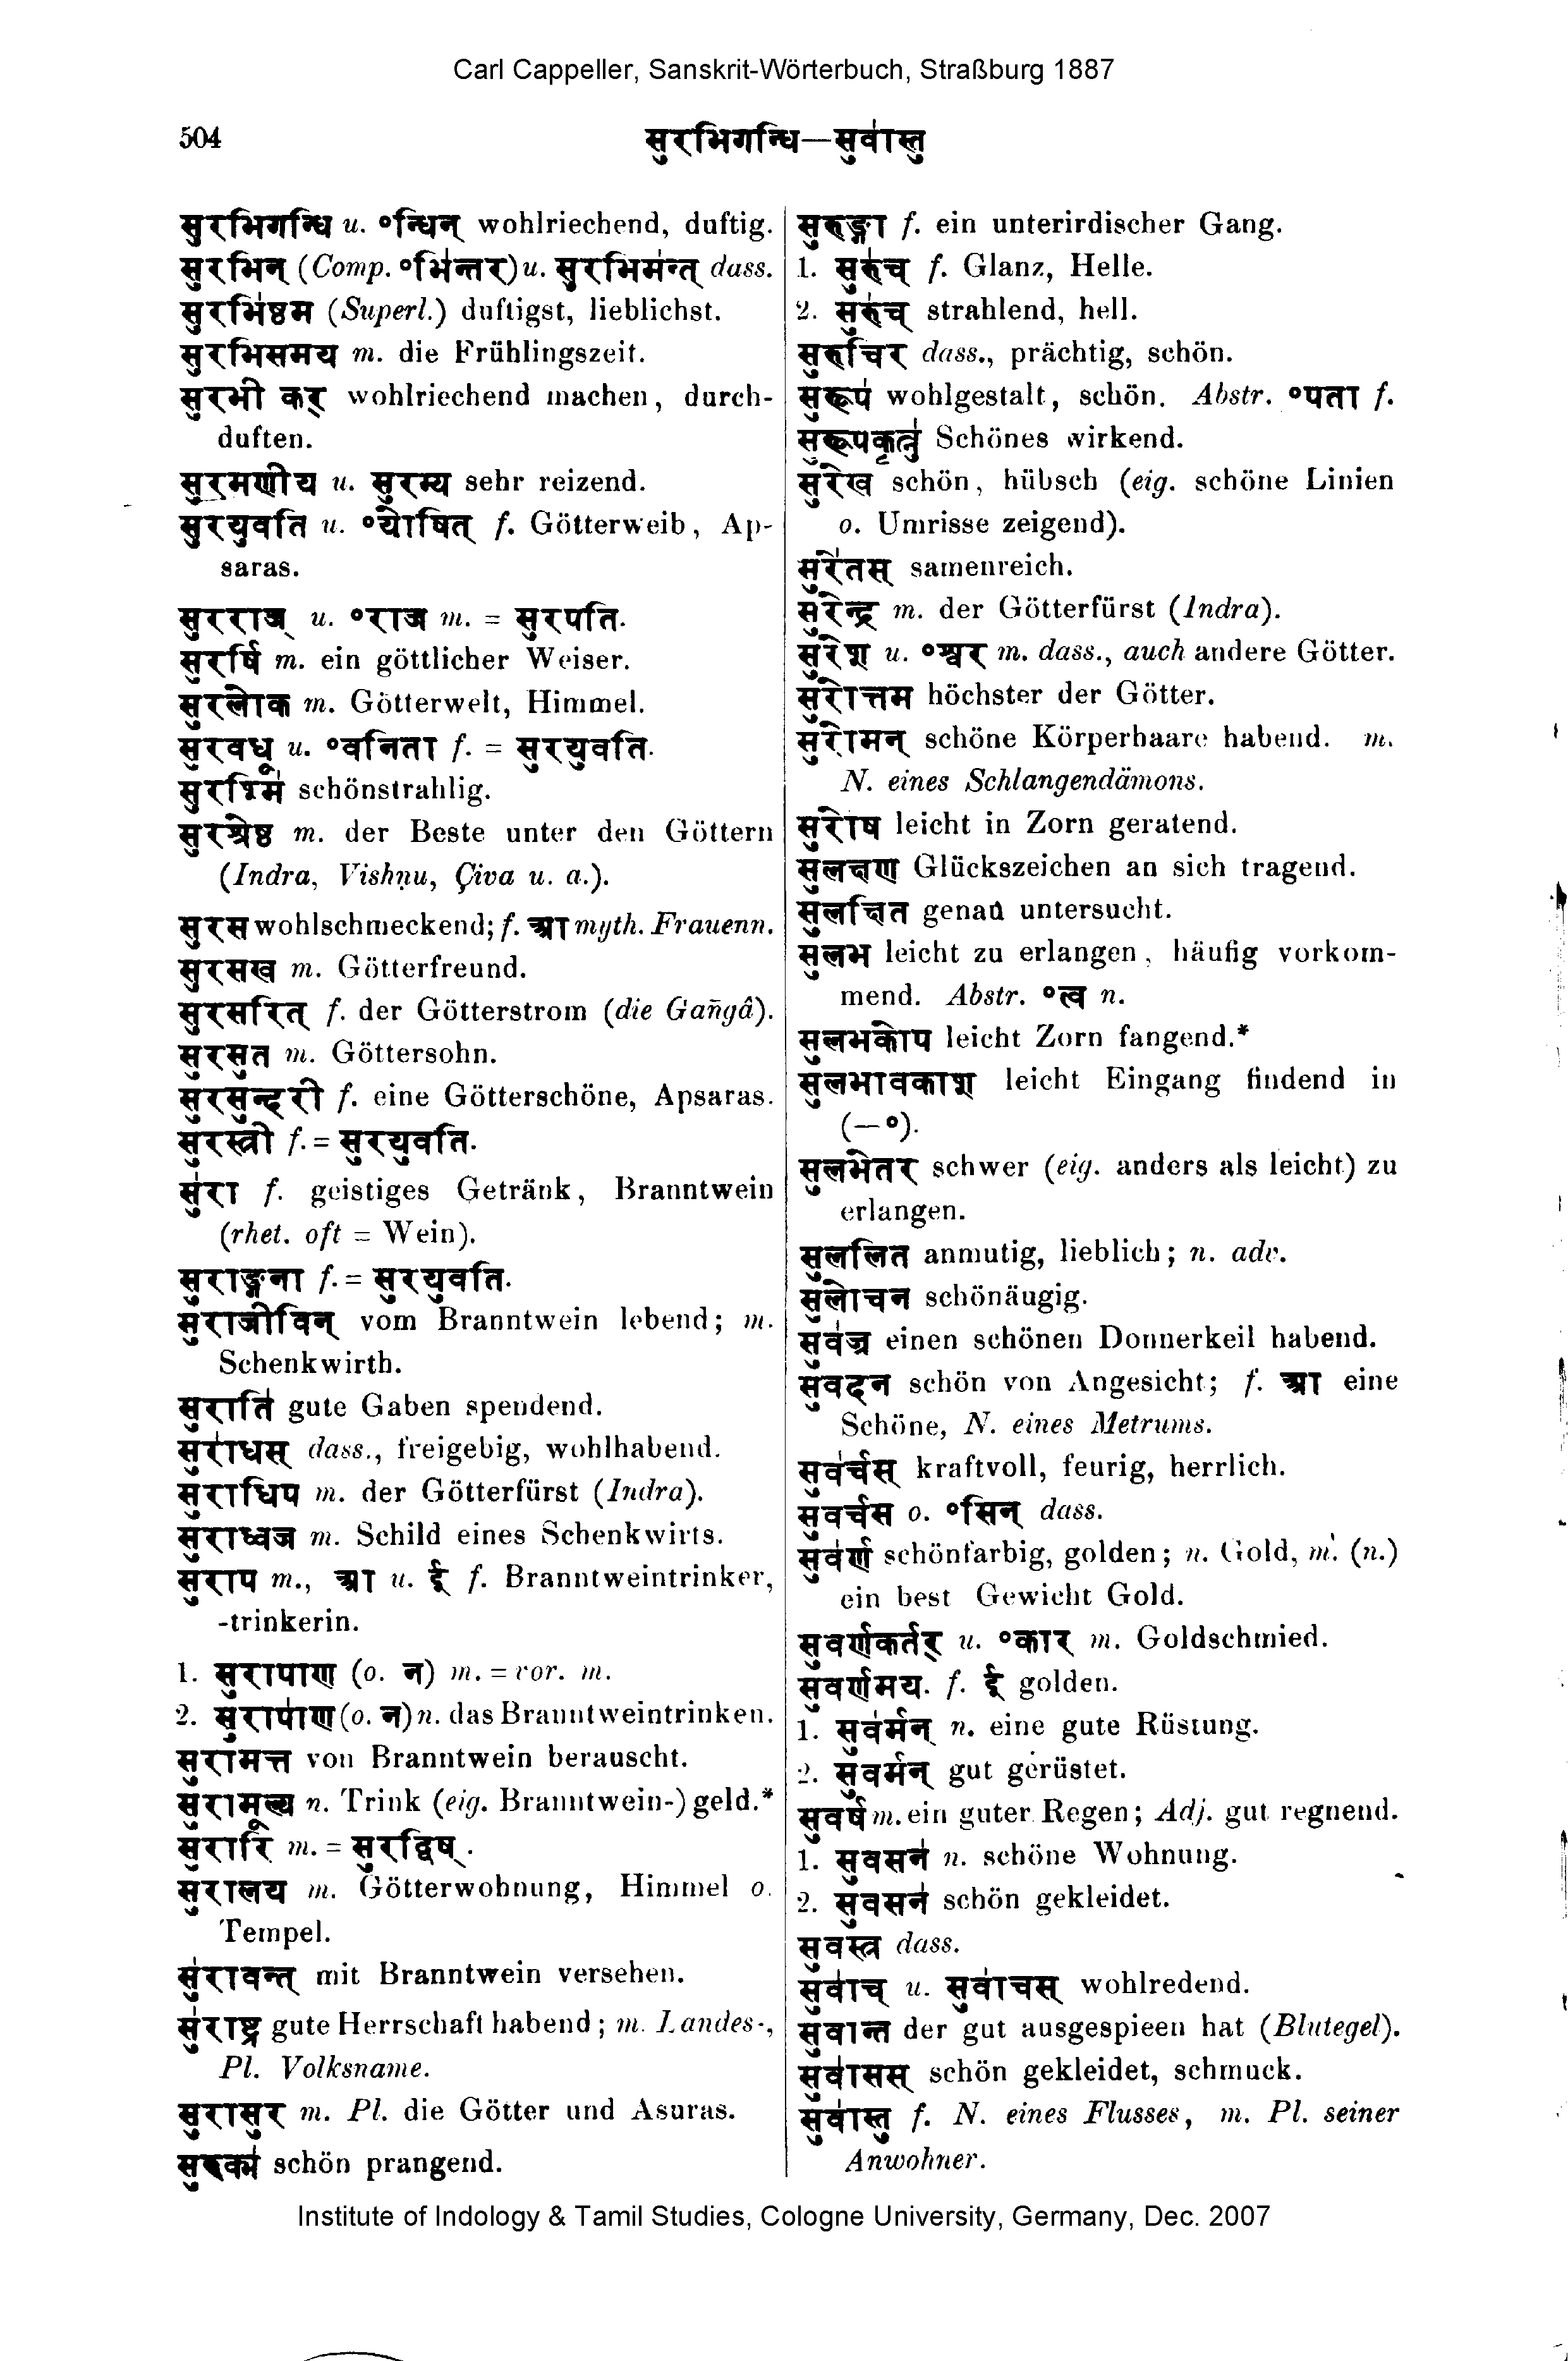 Carl Cappeller, Sanskrit-Wörterbuch, Straßburg 1887
504
सुरभिगन्धि—सुवा॑स्तु
सुरभिगन्धि u. °न्धिन् wohlriechend, duftig.
सुरभिन् (Comp. °भि॑न्तर) u. सुरभिम॑न्त् dass.
सुरभि॑ष्ठम (Superl.) duftigst, lieblichst.
सुरभिसमय m. die Frühlingszeit.
सुरभी कर् wohlriechend machen, durch-
duften.
सुरमणीय u. सुरम्य sehr reizend.
सुरयुवति u. °योषित् f. Götterweib, Ap-
saras.
सुरराज् u. °राज m. = सुरपति.
सुरर्षि m. ein göttlicher Weiser.
सुरलोक m. Götterwelt, Himmel.
सुरवधू u. °वनिता f. = सुरयुवति.
सुरश्मि॑ schönstrahlig.
सुरश्रेष्ठ m. der Beste unter den Göttern
(Indra, Vishṇu, Çiva u. a.).
सुरस wohlschmeckend; f. आ myth. Frauenn.
सुरसख m. Götterfreund.
सुरसरित् f. der Götterstrom (die Gan̄gâ).
सुरसुत m. Göttersohn.
सुरसुन्दरी f. eine Götterschöne, Apsaras.
सुरस्त्री f. = सुरयुवति.
सु॑रा f. geistiges Getränk, Branntwein
(rhet. oft = Wein).
सुराङ्गना f. = सुरयुवति.
सुराजीविन् vom Branntwein lebend; m.
Schenkwirth.
सुराति॑ gute Gaben spendend.
सुरा॑धस् dass., freigebig, wohlhabend.
सुराधिप m. der Götterfürst (Indra).
सुराध्वज m. Schild eines Schenkwirts.
सुराप m., आ u. ई f. Branntweintrinker,
-trinkerin.
1. सुरापाण (o. न) m. = vor. m.
2. सुरापा॑ण (o. न) n. das Branntweintrinken.
सुरामत्त von Branntwein berauscht.
सुरामूल्य n. Trink (eig. Branntwein-) geld.*
सुरारि m. = सुरद्विष्.
सुरालय m. Götterwohnung, Himmel o.
Tempel.
सु॑रावन्त् mit Branntwein versehen.
सु॑राष्ट्र gute Herrschaft habend; m. Landes-,
Pl. Volksname.
सुरासुर m. Pl. die Götter und Asuras.
सुरुक्म॑ schön prangend.
सुरुङ्गा f. ein unterirdischer Gang.
1. सुरु॑च् f. Glanz, Helle.
2. सुरु॑च् strahlend, hell.
सुरुचिर dass., prächtig, schön.
सुरूप॑ wohlgestalt, schön. Abstr. °पता f.
सुरूपकृत्नु॑ Schönes wirkend.
सुरेख schön, hübsch (eig. schöne Linien
o. Umrisse zeigend).
सुरे॑तस् samenreich.
सुरेन्द्र m. der Götterfürst (Indra).
सुरेश u. °श्वर m. dass., auch andere Götter.
सुरोत्तम höchster der Götter.
सुरोमन् schöne Körperhaare habend. m.
N. eines Schlangendämons.
सुरोष leicht in Zorn geratend.
सुलक्षण Glückszeichen an sich tragend.
सुलक्षित genau untersucht.
सुलभ leicht zu erlangen, häufig vorkom-
mend. Abstr. °त्व n.
सुलभकोप leicht Zorn fangend.*
सुलभावकाश leicht Eingang findend in
(—°).
सुलभेतर schwer (eig. anders als leicht) zu
erlangen.
सुललित anmutig, lieblich; n. adv.
सुलोचन schönäugig.
सुव॑ज्र einen schönen Donnerkeil habend.
सुवदन schön von Angesicht; f. आ eine
Schöne, N. eines Metrums.
सुव॑र्चस् kraftvoll, feurig, herrlich.
सुवर्चस o. °सिन् dass.
सुव॑र्ण schönfarbig, golden; n. Gold, m. (n.)
ein best Gewicht Gold.
सुवर्णकर्तर् u. °कार m. Goldschmied.
सुवर्णमय. f. ई golden.
1. सुव॑र्मन् n. eine gute Rüstung.
2. सुवर्मन् gut gerüstet.
सुवर्ष m. ein guter Regen; Adj. gut regnend.
1. सुवसन॑ n. schöne Wohnung.
2. सुवसन॑ schön gekleidet.
सुवस्त्र dass.
सुवा॑च् u. सुवा॑चस् wohlredend.
सुवान्त der gut ausgespieen hat (Blutegel).
सुवा॑सस् schön gekleidet, schmuck.
सुवा॑स्तु f. N. eines Flusses, m. Pl. seiner
Anwohner.
Institute of Indology & Tamil Studies, Cologne University, Germany, Dec. 2007